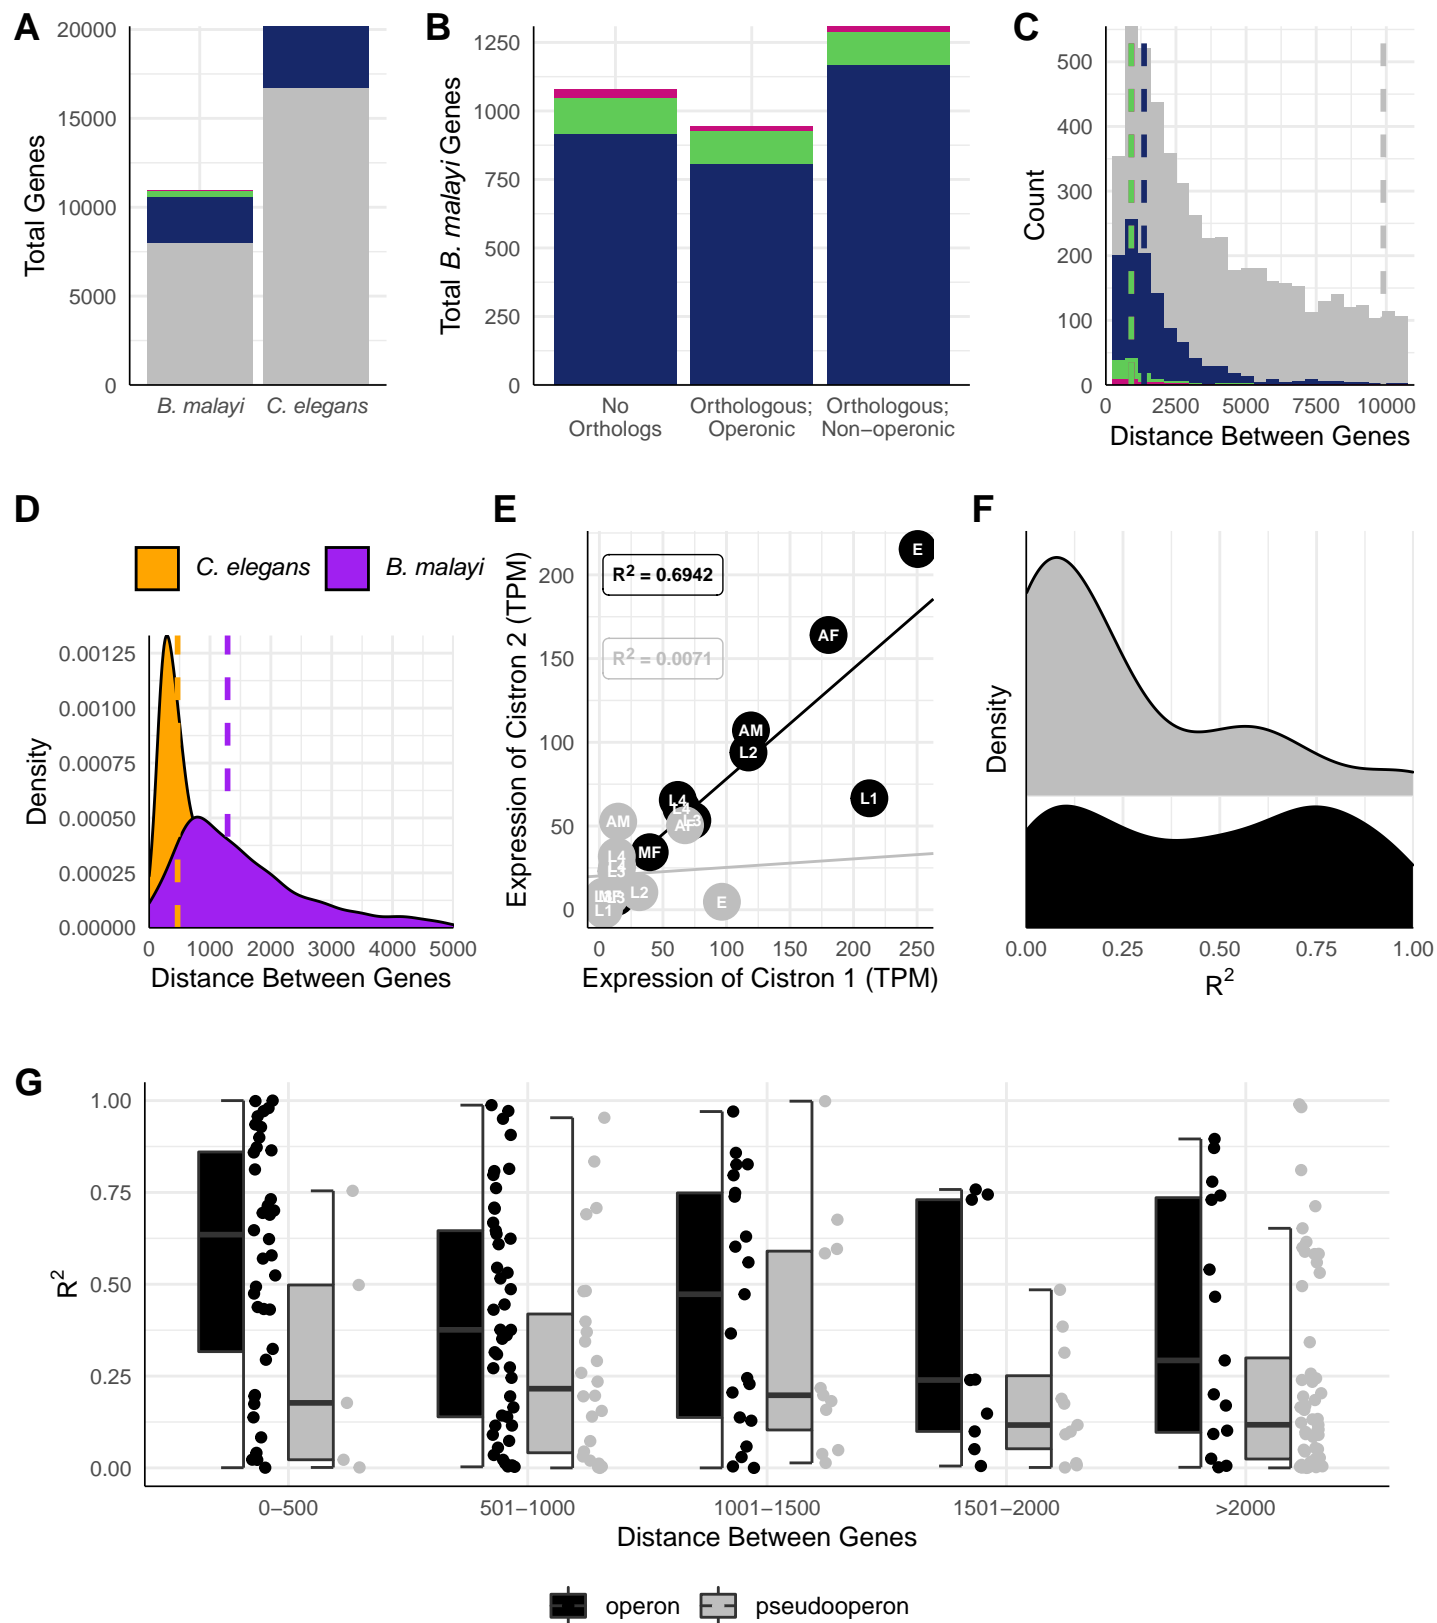 A
B
C
20000
15000
10000
5000
0
Total Genes
B. malayi
C. elegans
1250
1000
750
500
250
0
Total B. malayi Genes
No
Orthologs
Orthologous;
Operonic
Orthologous;
Non−operonic
500
400
300
200
100
0
Count
0
2500
5000
7500
10000
Distance Between Genes
D
E
F
C. elegans
B. malayi
0.00125
0.00100
0.00075
0.00050
0.00025
0.00000
Density
0
1000
2000
3000
4000
5000
Distance Between Genes
200
150
100
50
0
Expression of Cistron 2 (TPM)
R² = 0.6942
R² = 0.0071
E
AF
AM
L2
L1
L4
L3
MF
AM
AF
L4
L3
L2
L3
L1
E
0
50
100
150
200
250
Expression of Cistron 1 (TPM)
Density
0.00
0.25
0.50
0.75
1.00
R²
G
1.00
0.75
0.50
0.25
0.00
R²
0−500
501−1000
1001−1500
1501−2000
>2000
Distance Between Genes
operon
pseudooperon